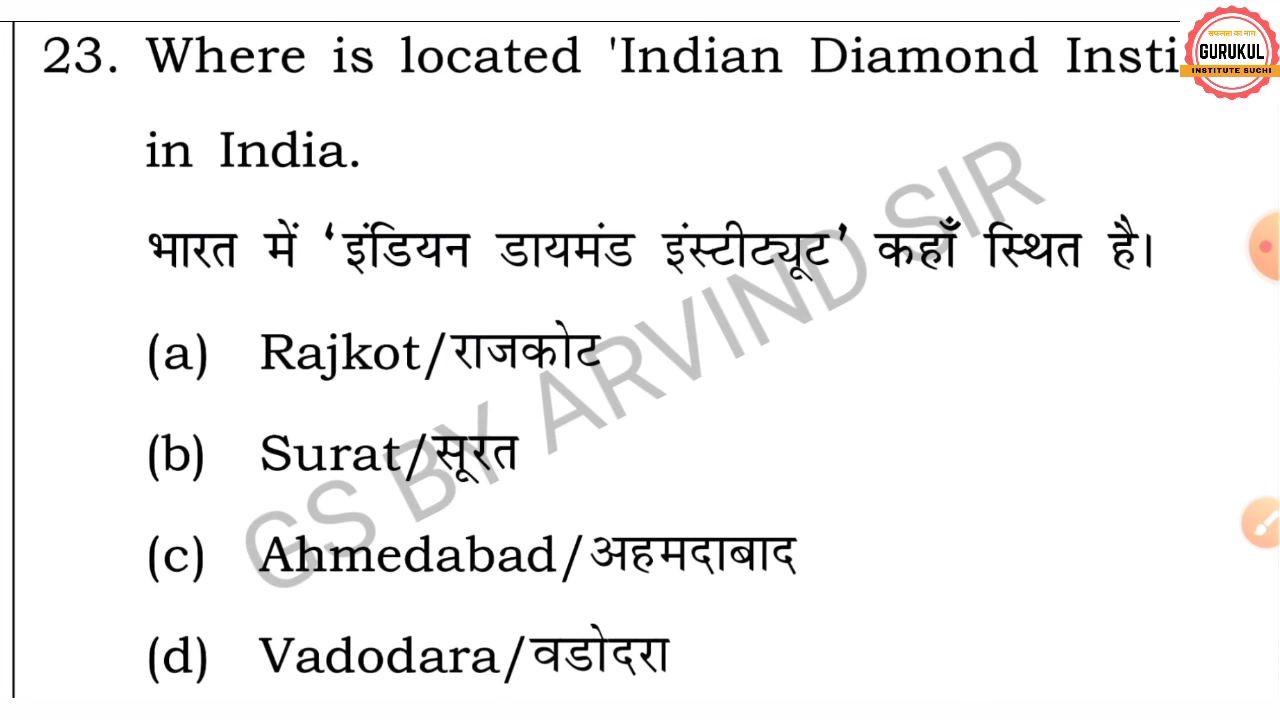 23. Where is located 'Indian Diamond Insti
सफलता का नाम
GURUKUL
INSTITUTE SUCHI
in India.
भारत में ‘इंडियन डायमंड इंस्टीट्यूट’ कहाँ स्थित है।
(a) Rajkot/राजकोट
(b) Surat/सूरत
(c) Ahmedabad/अहमदाबाद
(d) Vadodara/वडोदरा
GS BY ARVIND SIR